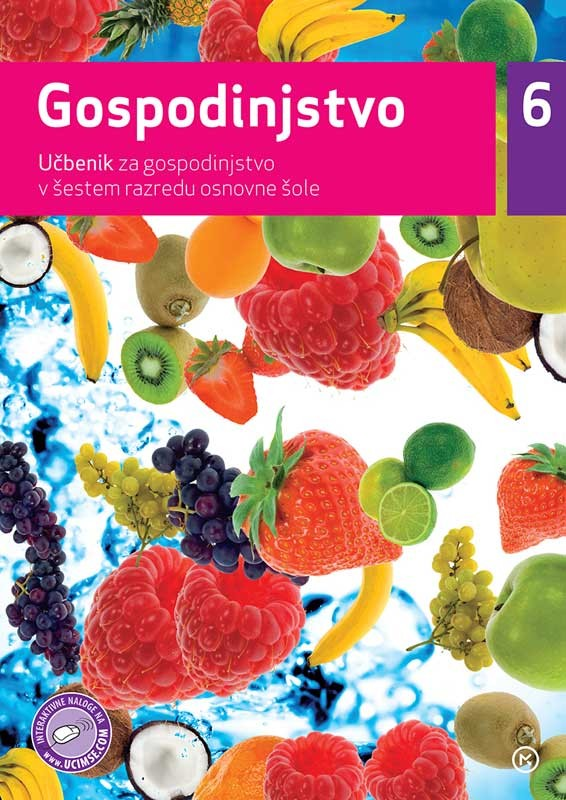 Gospodinjstvo
6
Učbenik za gospodinjstvo
v šestem razredu osnovne šole
INTERAKTIVNE NALOGE NA
WWW.UCIMSE.COM